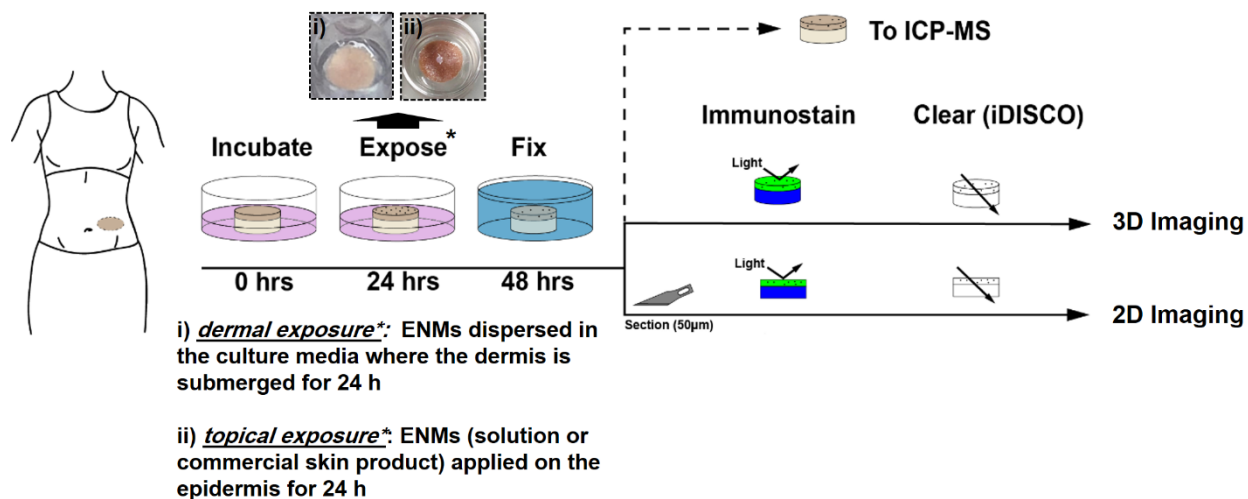 i)
ii)
To ICP-MS
Immunostain
Clear (iDISCO)
Incubate
Expose*
Fix
Light
3D Imaging
0 hrs
24 hrs
48 hrs
Light
Section (50µm)
2D Imaging
i) dermal exposure*: ENMs dispersed in
the culture media where the dermis is
submerged for 24 h
ii) topical exposure*: ENMs (solution or
commercial skin product) applied on the
epidermis for 24 h